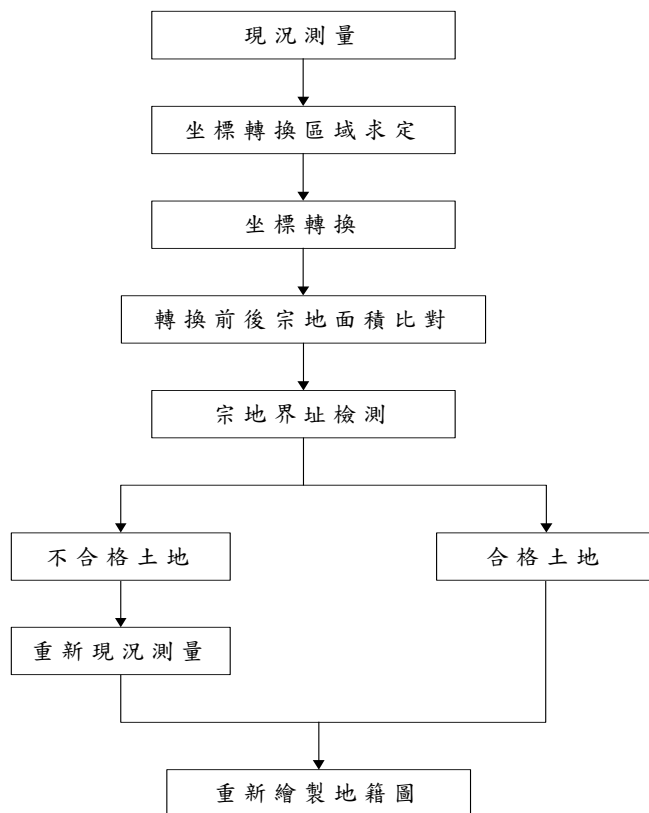 現況測量
坐標轉換區域求定
坐標轉換
轉換前後宗地面積比對
宗地界址檢測
不合格土地
合格土地
重新現況測量
重新繪製地籍圖